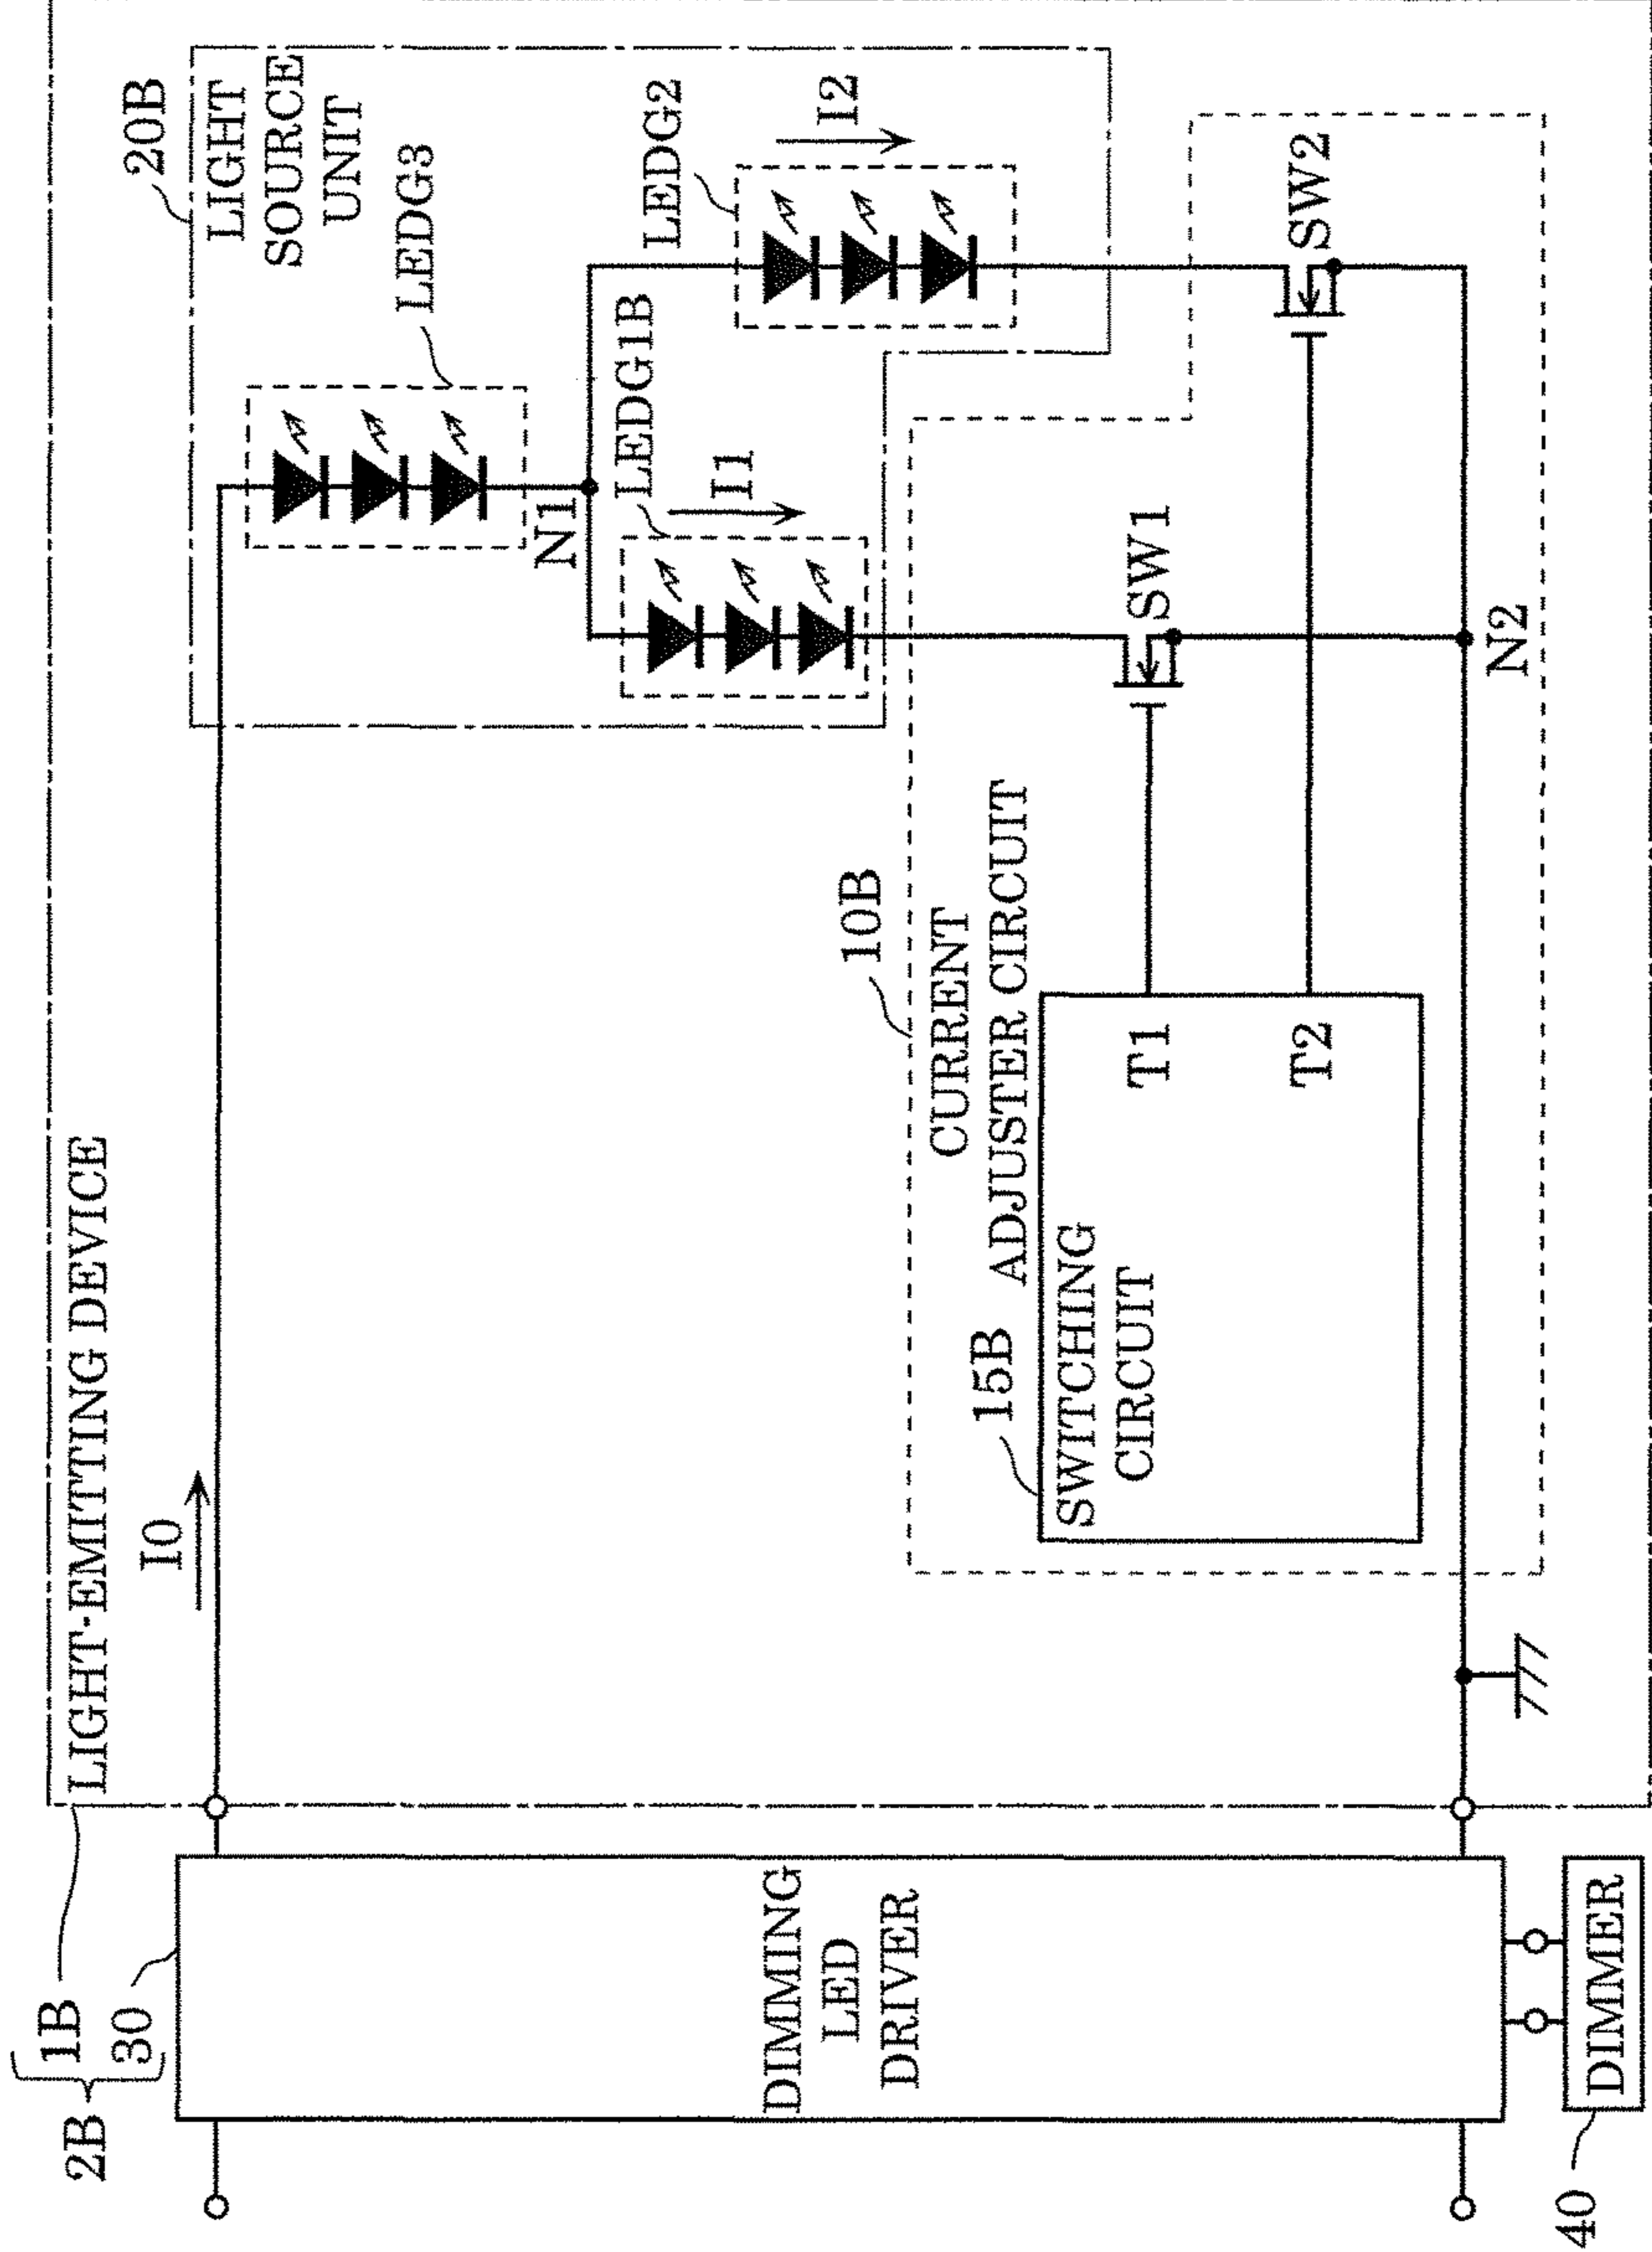 2B
1B
30
LIGHT-EMITTING DEVICE
I0
20B
LIGHT
SOURCE
UNIT
LEDG3
N1
LEDG1B
I1
LEDG2
I2
10B
CURRENT
ADJUSTER CIRCUIT
15B
SWITCHING
CIRCUIT
T1
T2
SW1
SW2
N2
DIMMING
LED
DRIVER
DIMMER
40